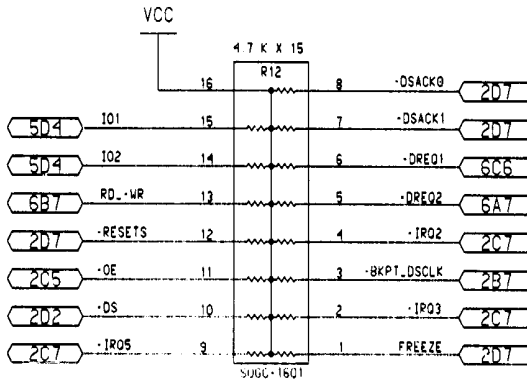 VCC
4.7 K X 15
R12
16 8 -DSACK0 2D7
5D4 IO1 15 7 -DSACK1 2D7
5D4 IO2 14 6 -DREQ1 6C6
6B7 RD_-WR 13 5 -DREQ2 6A7
2D7 -RESETS 12 4 -IRQ2 2C7
2C5 -OE 11 3 -BKPT_DSCLK 2B7
2D2 -DS 10 2 -IRQ3 2C7
2C7 -IRQ5 9 1 FREEZE 2D7
SOGC-1601